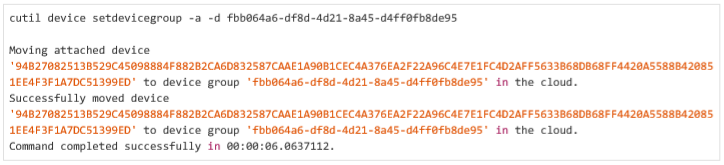 cutil device setdevicegroup -a -d fbb064a6-df8d-4d21-8a45-d4ff0fb8de95
Moving attached device
'94B27082513B529C45098884F882B2CA6D832587CAAE1A90B1CEC4A376EA2F22A96C4E7E1FC4D2AFF5633B68DB68FF4420A5588B42085
1EE4F3F1A7DC51399ED' to device group 'fbb064a6-df8d-4d21-8a45-d4ff0fb8de95' in the cloud.
Successfully moved device
'94B27082513B529C45098884F882B2CA6D832587CAAE1A90B1CEC4A376EA2F22A96C4E7E1FC4D2AFF5633B68DB68FF4420A5588B42085
1EE4F3F1A7DC51399ED' to device group 'fbb064a6-df8d-4d21-8a45-d4ff0fb8de95' in the cloud.
Command completed successfully in 00:00:06.0637112.